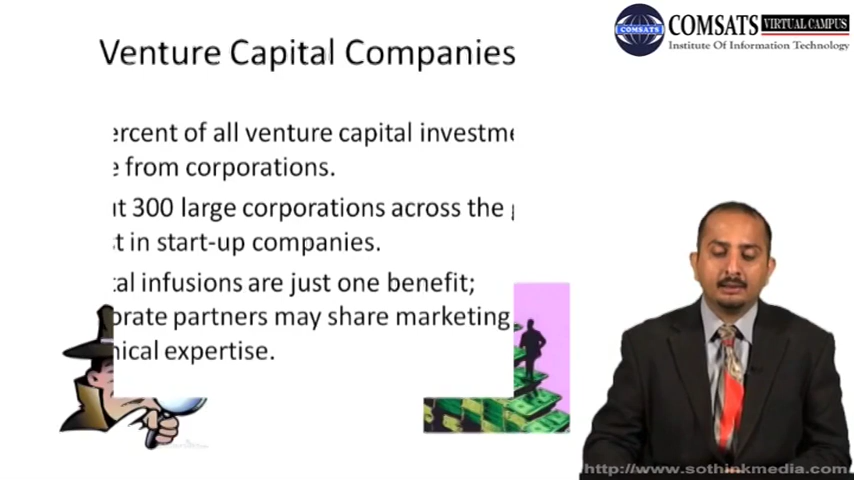 COMSATS VIRTUAL CAMPUS
COMSATS
Institute Of Information Technology
Venture Capital Companies
ercent of all venture capital investme
e from corporations.
t 300 large corporations across the
t in start-up companies.
tal infusions are just one benefit;
orate partners may share marketing
nical expertise.
http://www.sothinkmedia.com/